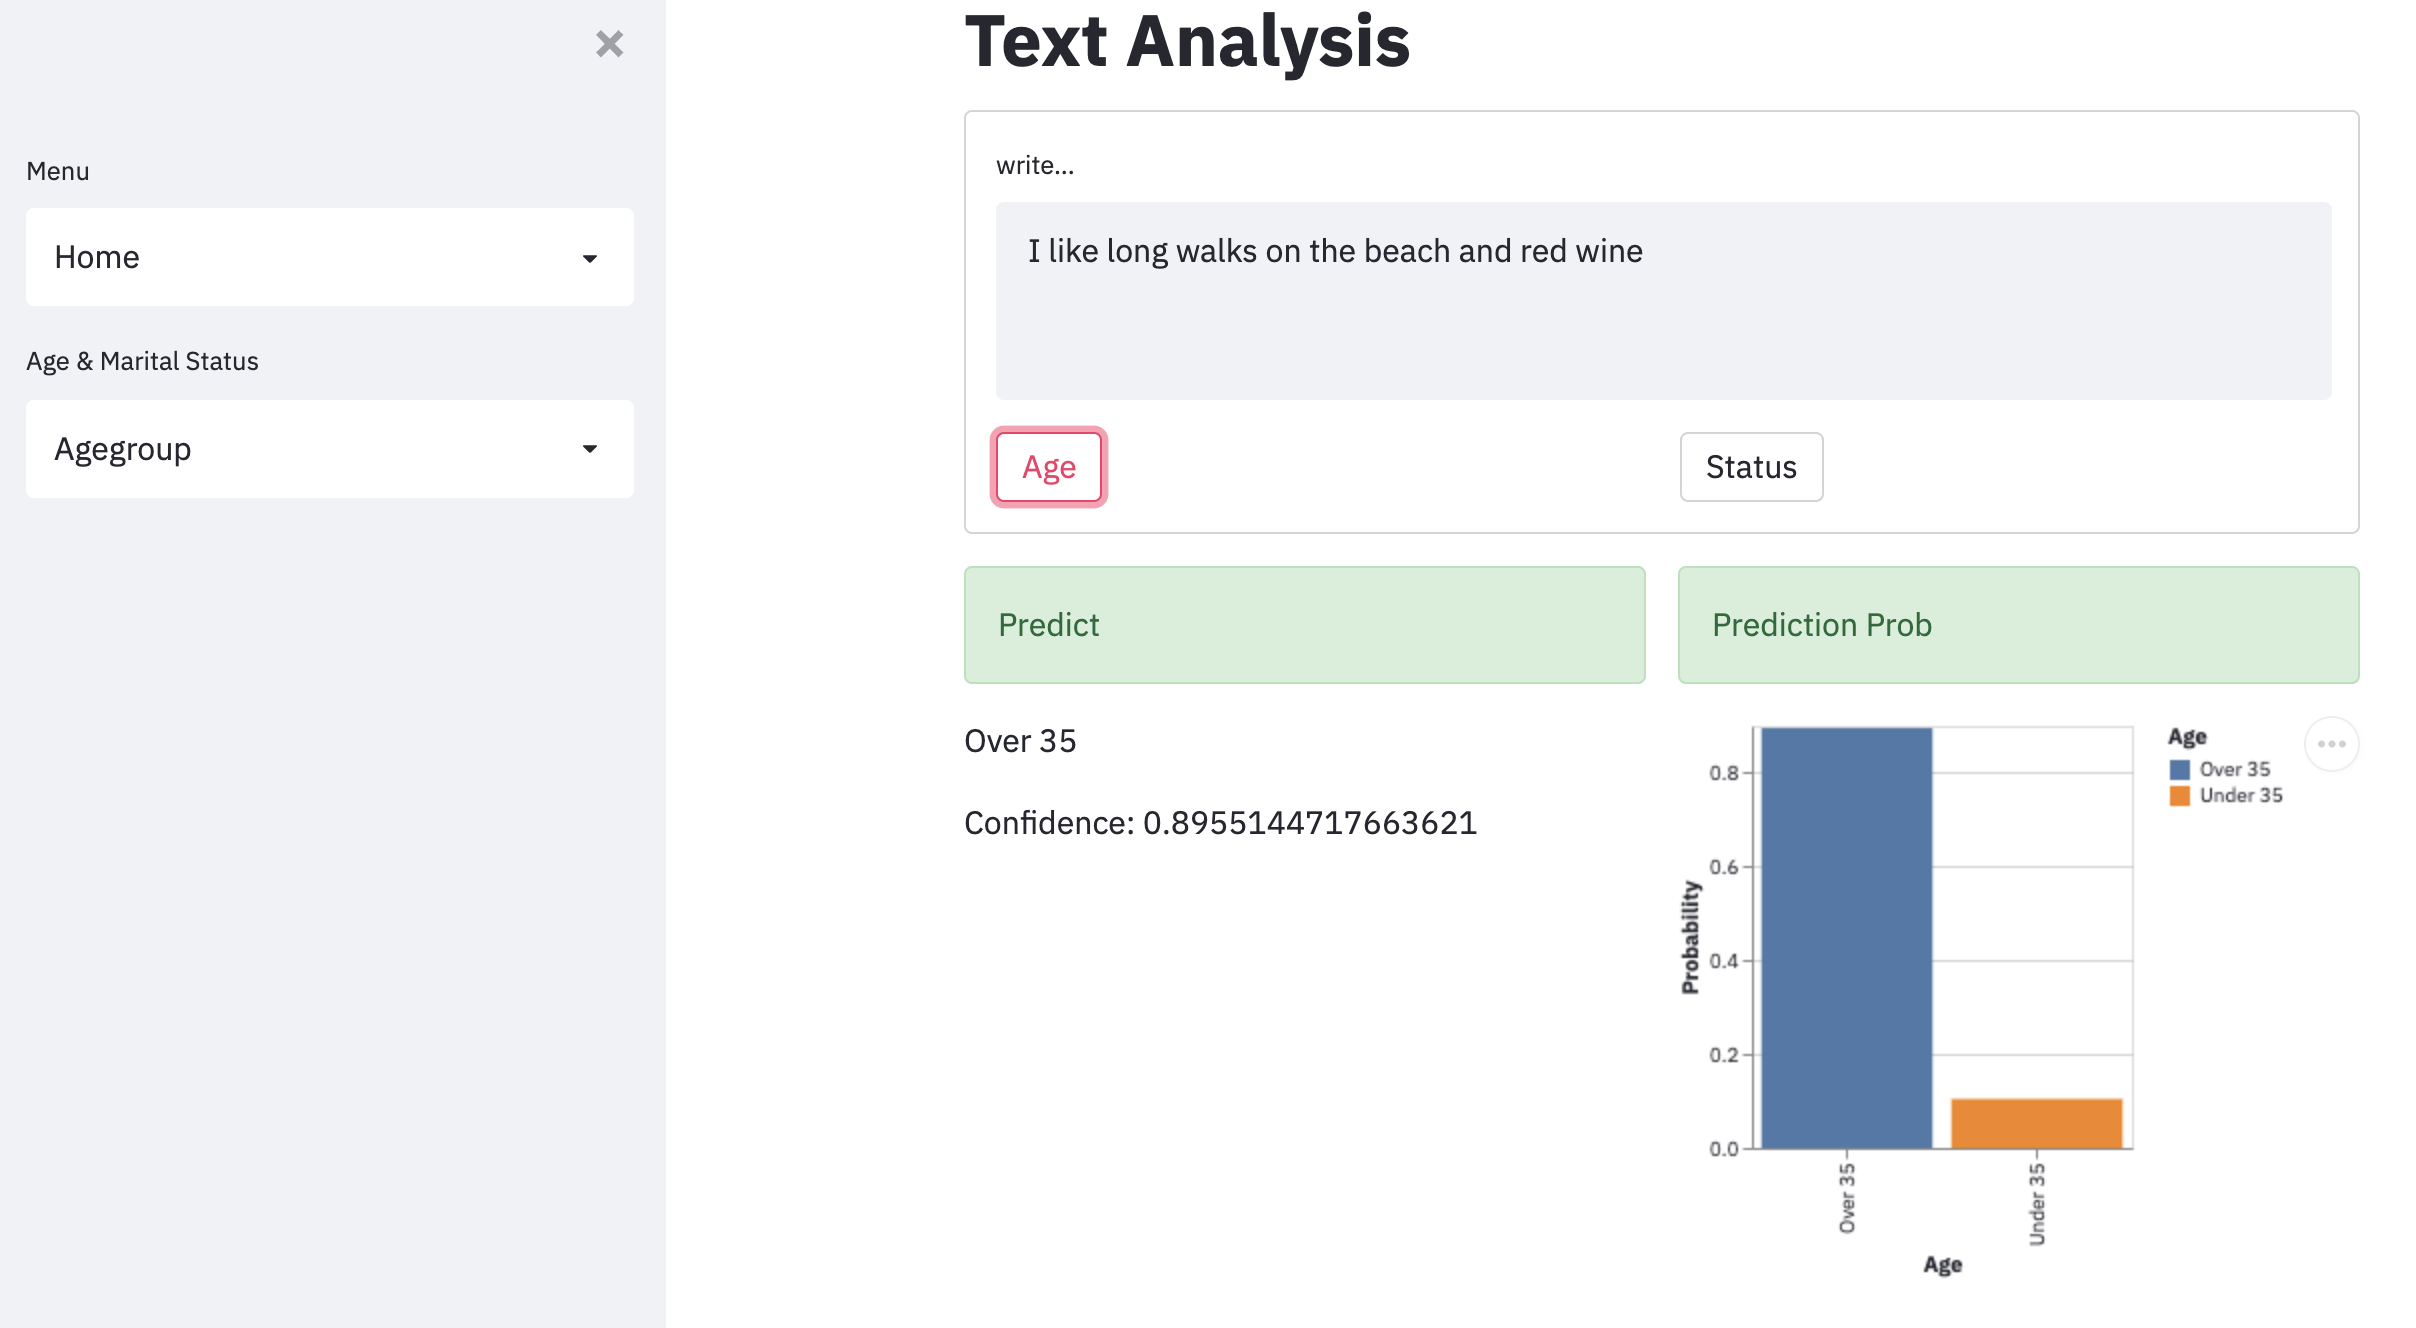 Menu
Home
Age & Marital Status
Agegroup
Text Analysis
write...
I like long walks on the beach and red wine
Age
Status
Predict
Prediction Prob
Over 35
Confidence: 0.8955144717663621
Age
Over 35
Under 35
0.8
0.6
0.4
0.2
0.0
Probability
Over 35
Under 35
Age